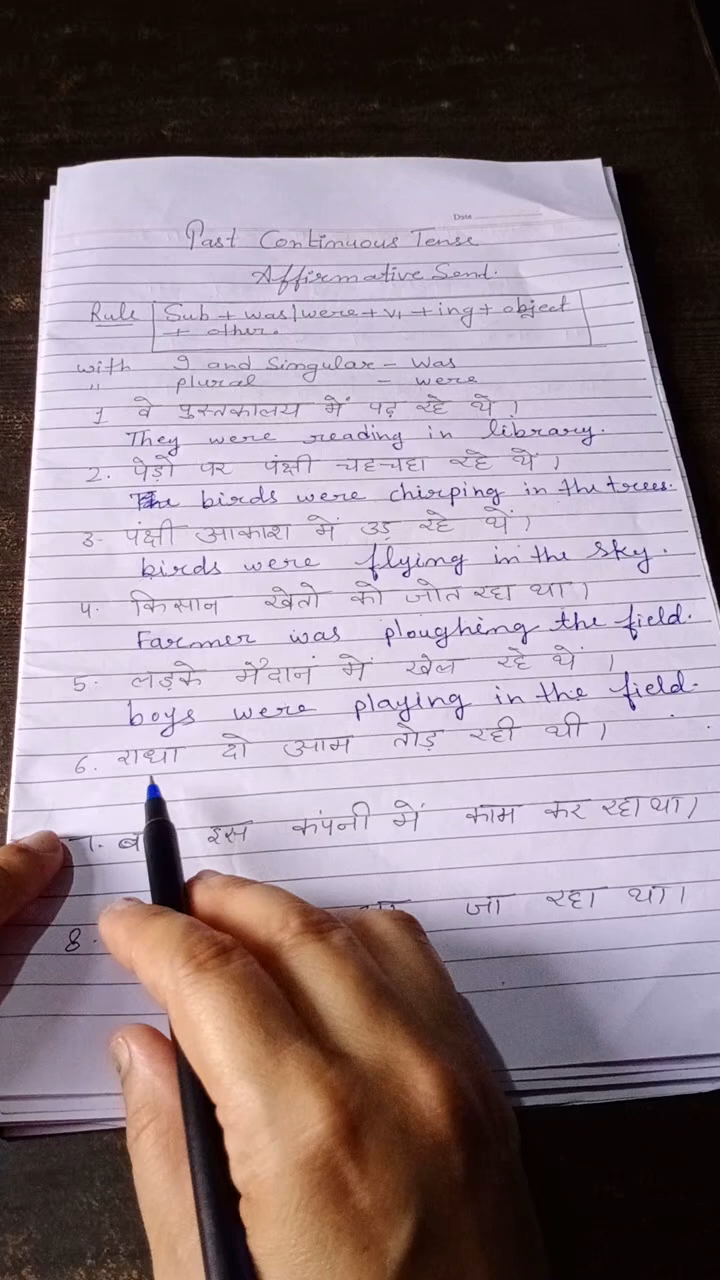 Date
Past Continuous Tense
Affirmative Send.
Rule Sub + was/were + V1 + ing + object
+ other.
with I and Singular - was
" plural - were
1 वे पुस्तकालय में पढ़ रहे थे।
They were reading in library.
2. पेड़ो पर पंक्षी चहचहा रहे थें।
The birds were chirping in the trees.
3- पंक्षी आकाश में उड़ रहे थें।
birds were flying in the sky.
4. किसान खेतो को जोत रहा था।
Farmer was ploughing the field.
5. लड़के मैदानं में खेल रहे थें।
boys were playing in the field.
6. राधा दो आम तोड़ रही थी।
7. इस कंपनी में काम कर रहा था।
8. जा रहा था।